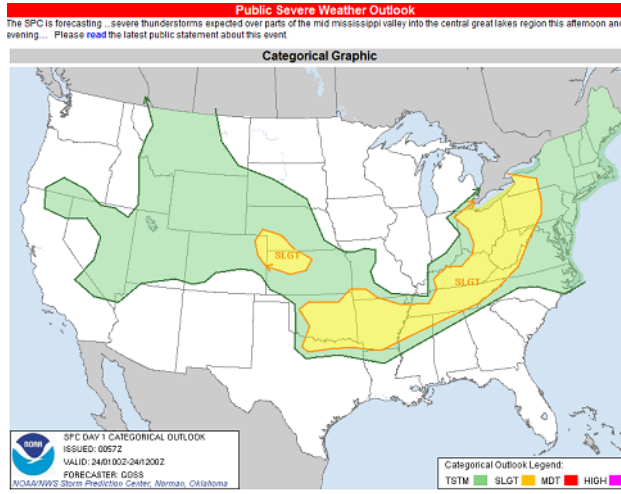 Public Severe Weather Outlook
The SPC is forecasting ...severe thunderstorms expected over parts of the mid mississippi valley into the central great lakes region this afternoon and
evening.... Please read the latest public statement about this event.
Categorical Graphic
SLGT
SLGT
NOAA
SPC DAY 1 CATEGORICAL OUTLOOK
ISSUED: 0057Z
VALID: 24/0100Z-24/1200Z
FORECASTER: GOSS
NOAA/NWS Storm Prediction Center, Norman, Oklahoma
Categorical Outlook Legend:
TSTM SLGT MDT HIGH